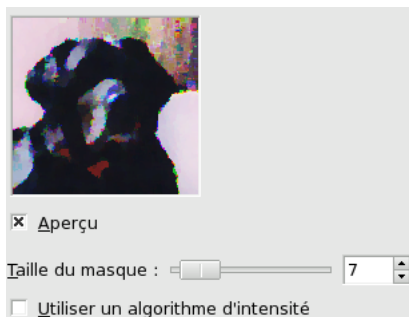 Aperçu
Taille du masque : 7
Utiliser un algorithme d'intensité